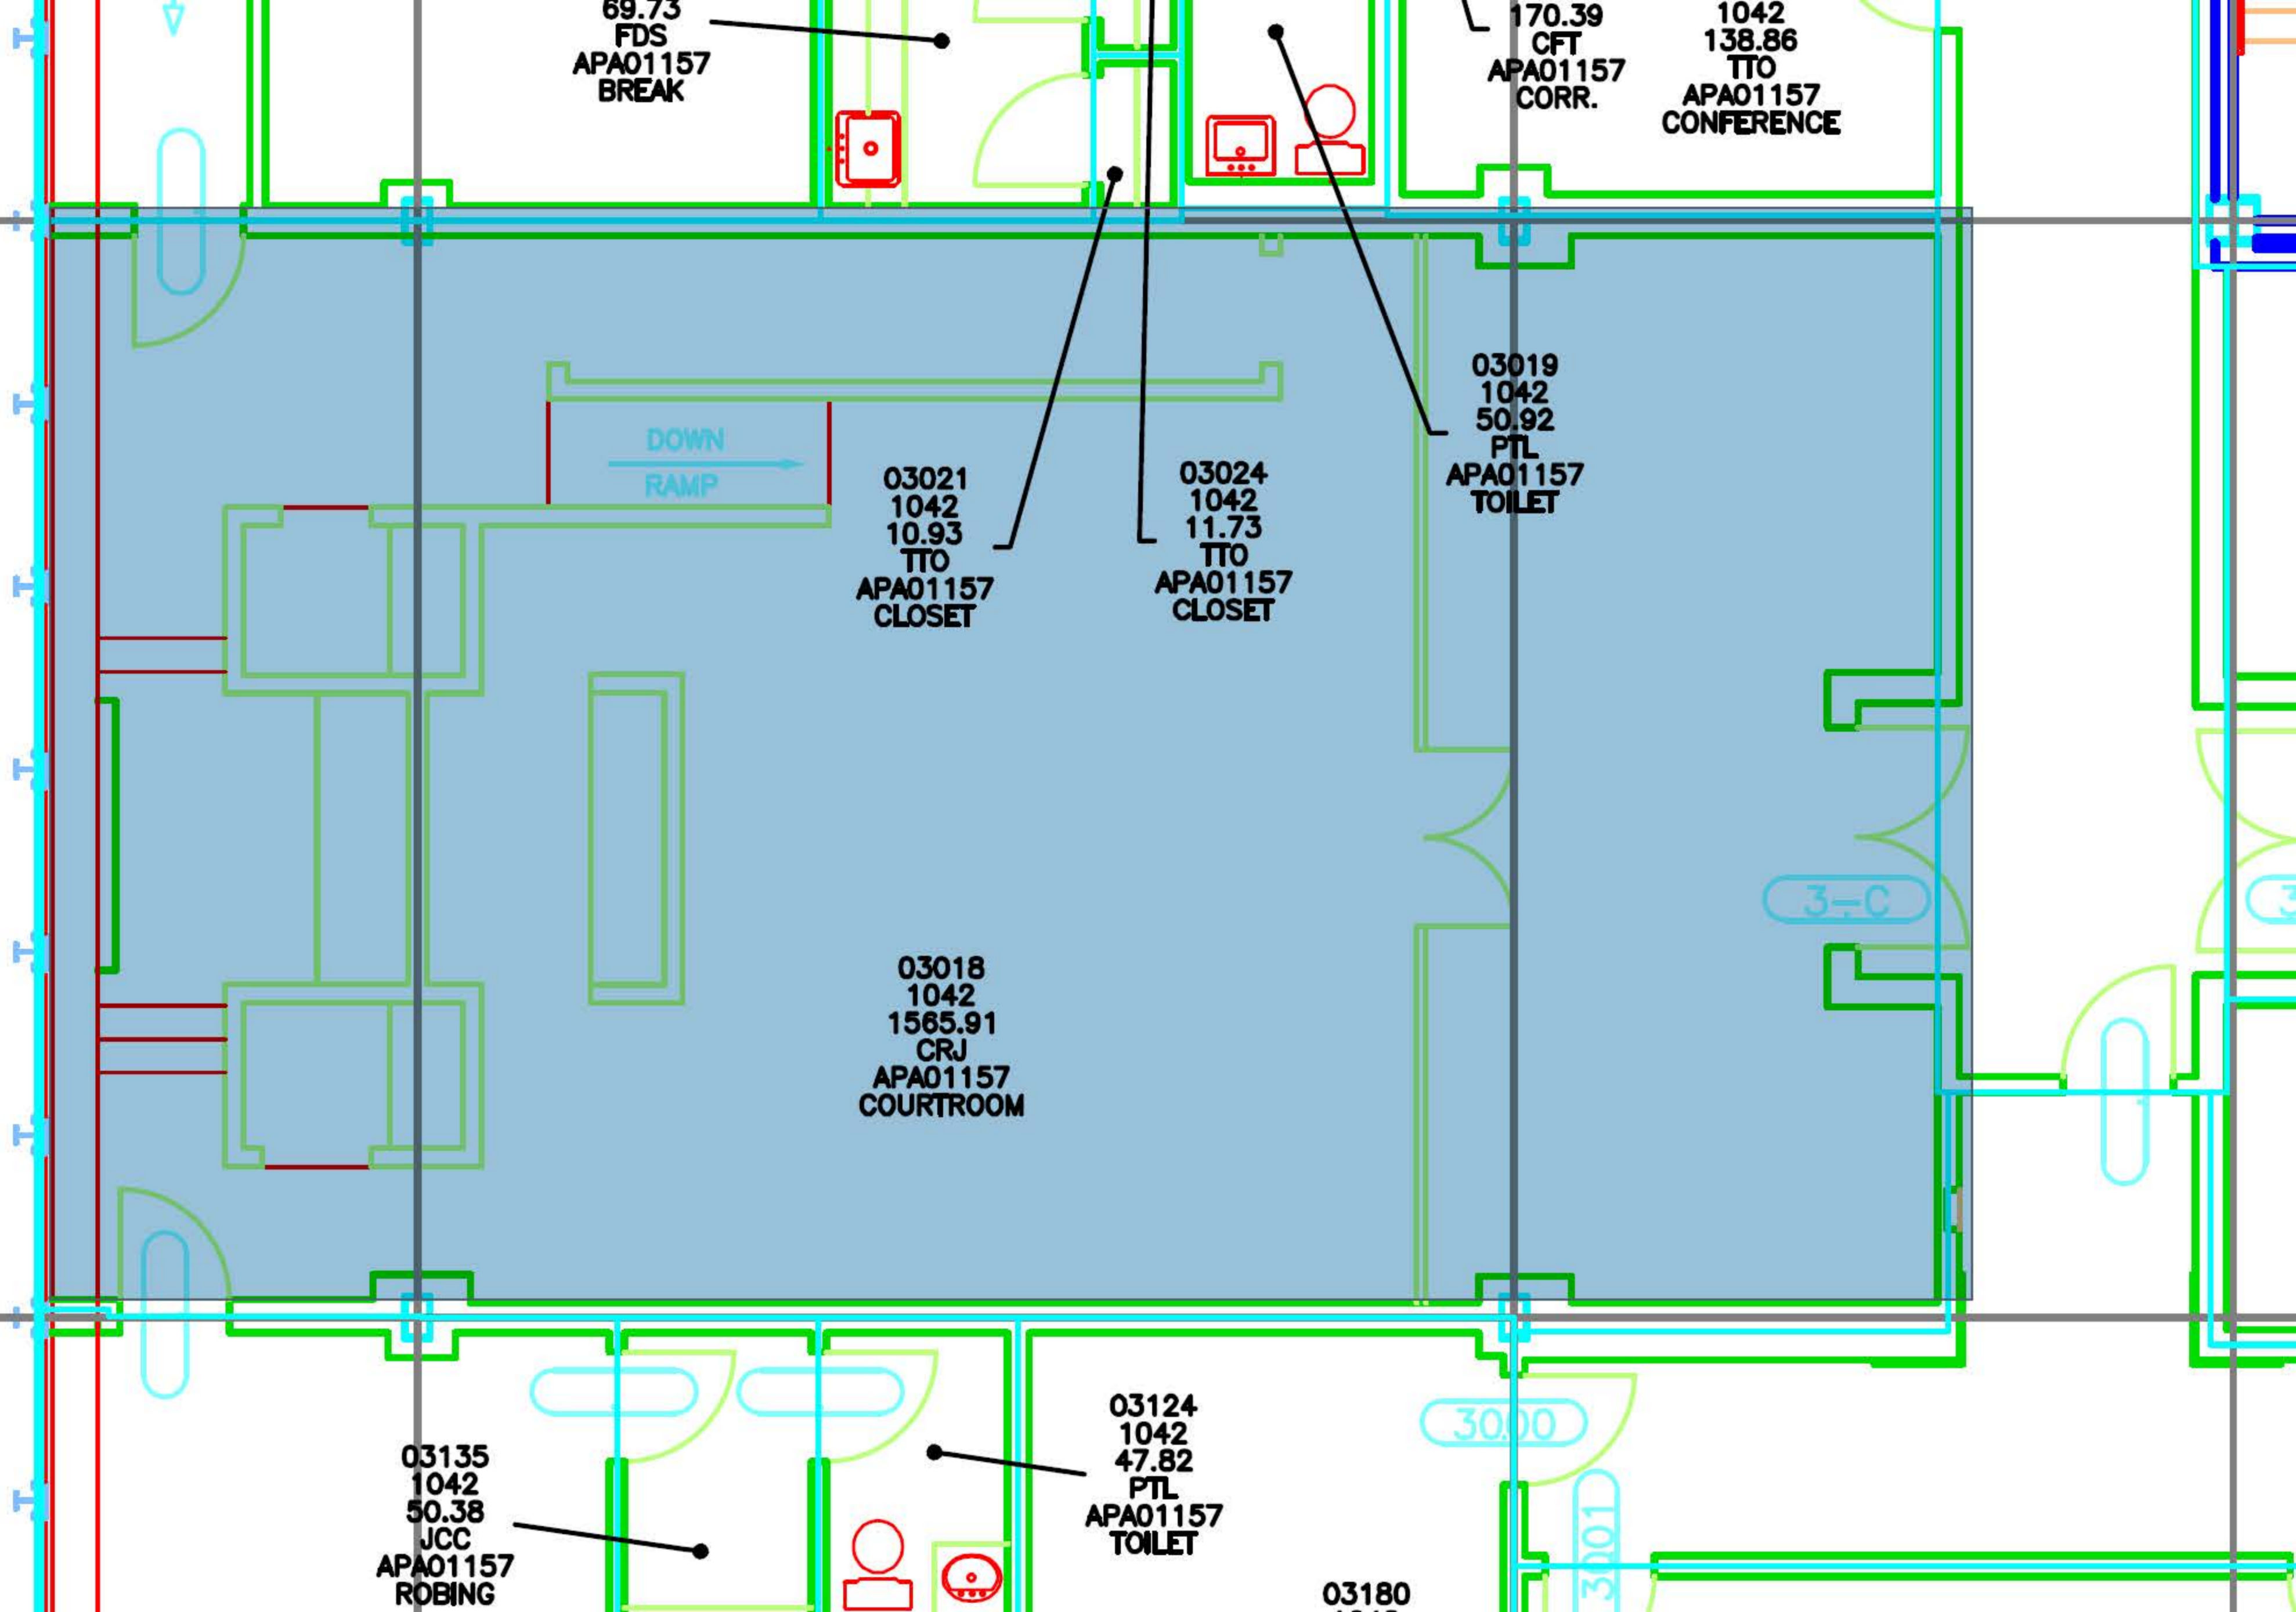 69.73
FDS
APA01157
BREAK
170.39
CFT
APA01157
CORR.
1042
138.86
TTO
APA01157
CONFERENCE
03019
1042
50.92
PTL
APA01157
TOILET
DOWN
RAMP
03021
1042
10.93
TTO
APA01157
CLOSET
03024
1042
11.73
TTO
APA01157
CLOSET
3-C
3
03018
1042
1565.91
CRJ
APA01157
COURTROOM
03124
1042
47.82
PTL
APA01157
TOILET
3000
3001
03135
1042
50.38
JCC
APA01157
ROBING
03180